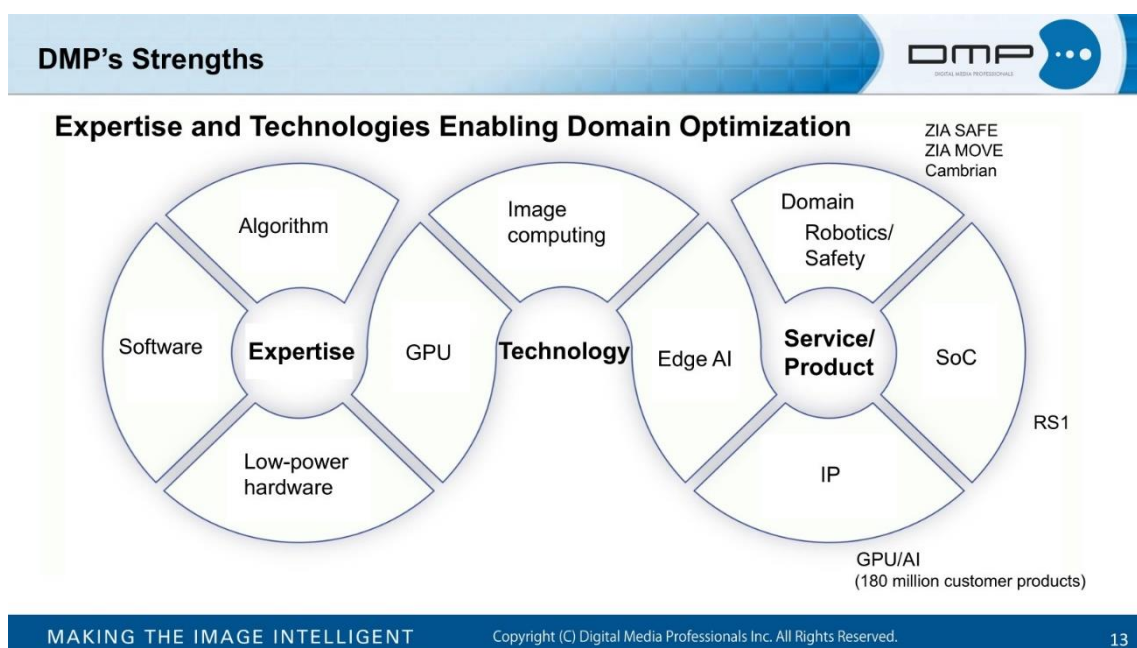 DMP's Strengths
DMP
DIGITAL MEDIA PROFESSIONALS
Expertise and Technologies Enabling Domain Optimization
ZIA SAFE
ZIA MOVE
Cambrian
Algorithm
Image
computing
Domain
Robotics/
Safety
Software
Expertise
GPU
Technology
Edge AI
Service/
Product
SoC
RS1
Low-power
hardware
IP
GPU/AI
(180 million customer products)
MAKING THE IMAGE INTELLIGENT
Copyright (C) Digital Media Professionals Inc. All Rights Reserved.
13